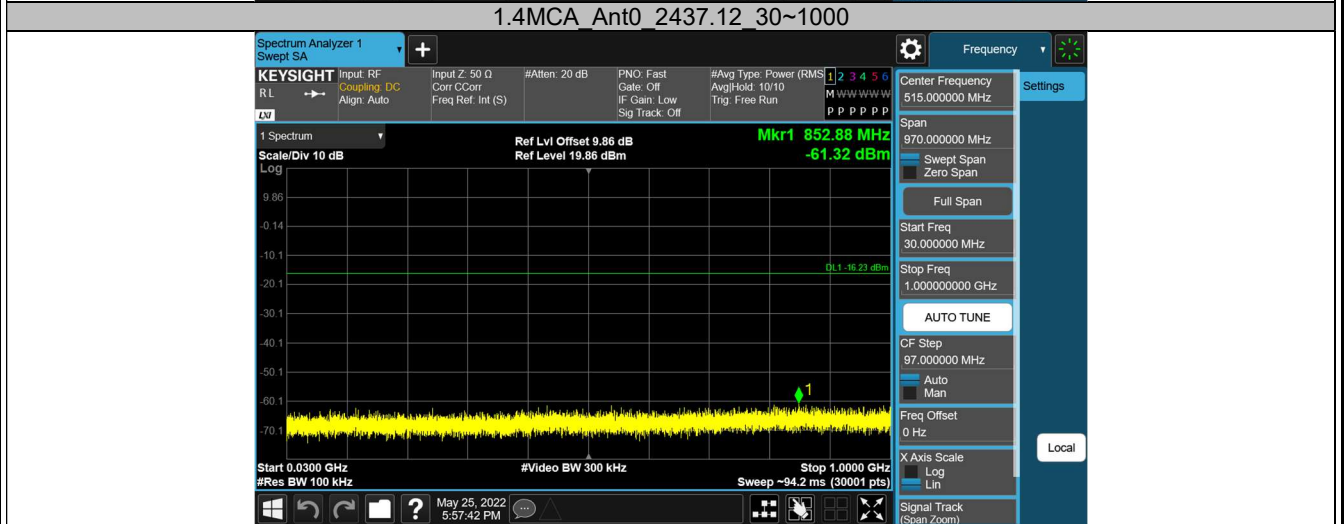 1.4MCA_Ant0_2437.12_30~1000
Spectrum Analyzer 1
Swept SA
Frequency
KEYSIGHT
RL
LXI
Input: RF
Coupling: DC
Align: Auto
Input Z: 50 Ω
Corr CCorr
Freq Ref: Int (S)
#Atten: 20 dB
PNO: Fast
Gate: Off
IF Gain: Low
Sig Track: Off
#Avg Type: Power (RMS
Avg|Hold: 10/10
Trig: Free Run
1 2 3 4 5 6
M W W W W W
P P P P P P
1 Spectrum
Scale/Div 10 dB
Log
Ref Lvl Offset 9.86 dB
Ref Level 19.86 dBm
Mkr1 852.88 MHz
-61.32 dBm
9.86
-0.14
-10.1
DL1 -16.23 dBm
-20.1
-30.1
-40.1
-50.1
1
-60.1
-70.1
Start 0.0300 GHz
#Video BW 300 kHz
Stop 1.0000 GHz
#Res BW 100 kHz
Sweep ~94.2 ms (30001 pts)
?
May 25, 2022
5:57:42 PM
Center Frequency
515.000000 MHz
Settings
Span
970.000000 MHz
Swept Span
Zero Span
Full Span
Start Freq
30.000000 MHz
Stop Freq
1.000000000 GHz
AUTO TUNE
CF Step
97.000000 MHz
Auto
Man
Freq Offset
0 Hz
Local
X Axis Scale
Log
Lin
Signal Track
(Span Zoom)